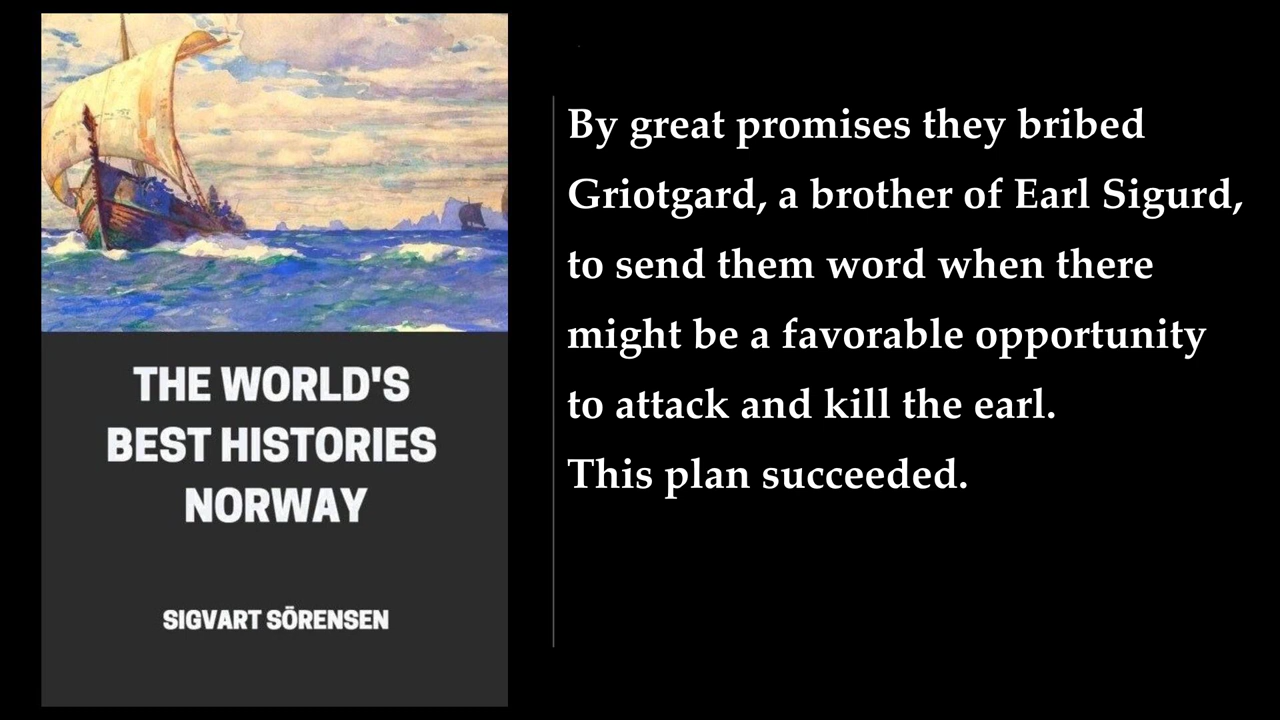 THE WORLD'S
BEST HISTORIES
NORWAY
SIGVART SÖRENSEN
By great promises they bribed
Griotgard, a brother of Earl Sigurd,
to send them word when there
might be a favorable opportunity
to attack and kill the earl.
This plan succeeded.